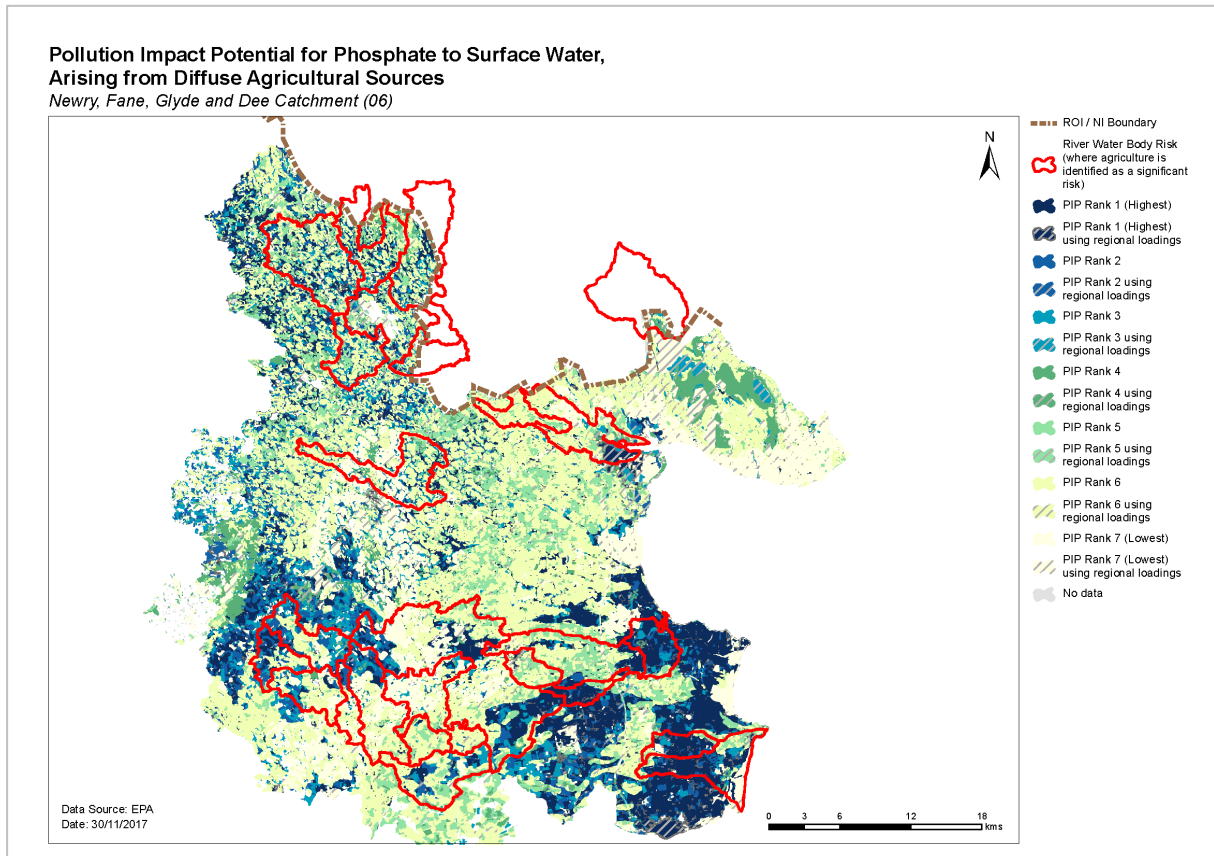 Pollution Impact Potential for Phosphate to Surface Water,
Arising from Diffuse Agricultural Sources
Newry, Fane, Glyde and Dee Catchment (06)
N
ROI / NI Boundary
River Water Body Risk
(where agriculture is
identified as a significant
risk)
PIP Rank 1 (Highest)
PIP Rank 1 (Highest)
using regional loadings
PIP Rank 2
PIP Rank 2 using
regional loadings
PIP Rank 3
PIP Rank 3 using
regional loadings
PIP Rank 4
PIP Rank 4 using
regional loadings
PIP Rank 5
PIP Rank 5 using
regional loadings
PIP Rank 6
PIP Rank 6 using
regional loadings
PIP Rank 7 (Lowest)
PIP Rank 7 (Lowest)
using regional loadings
No data
Data Source: EPA
Date: 30/11/2017
0 3 6 12 18
kms